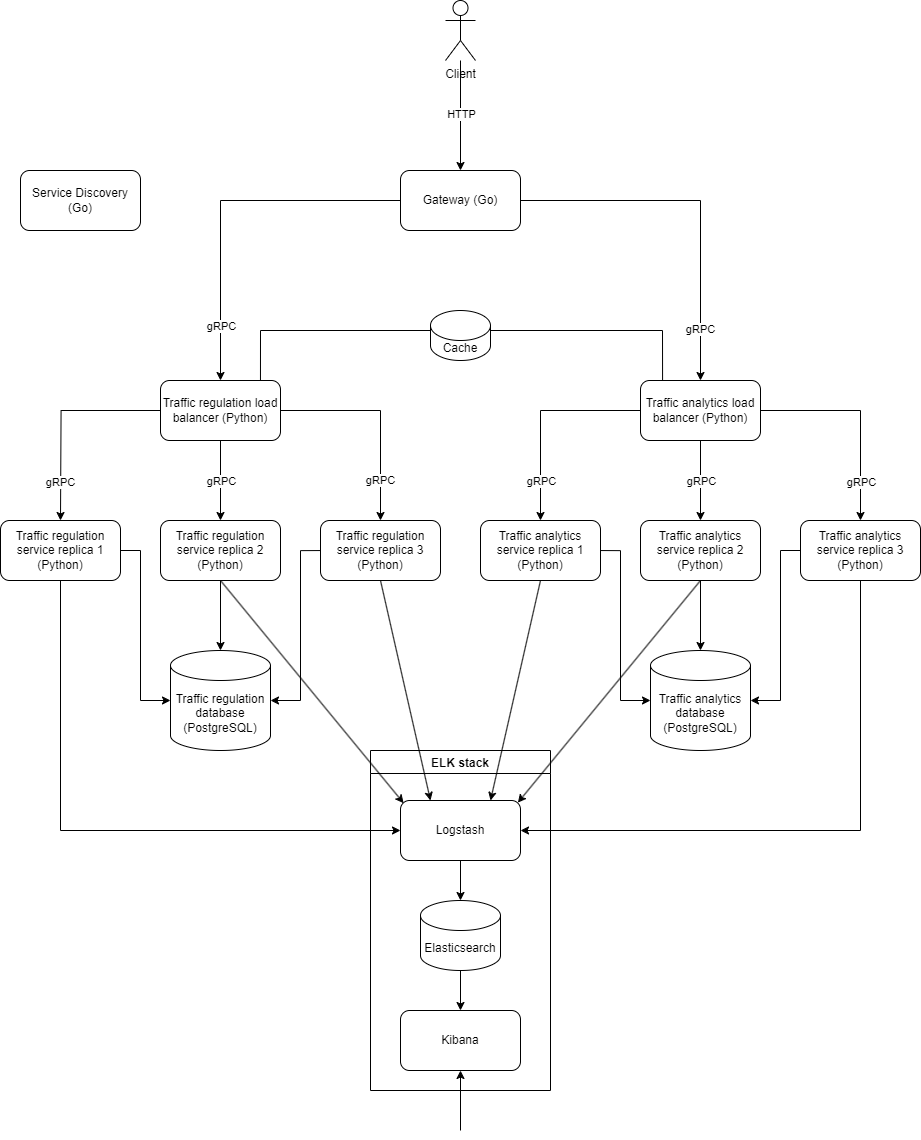 Client
HTTP
Service Discovery
(Go)
Gateway (Go)
gRPC
gRPC
Cache
Traffic regulation load
balancer (Python)
Traffic analytics load
balancer (Python)
gRPC
gRPC
gRPC
gRPC
gRPC
gRPC
Traffic regulation
service replica 1
(Python)
Traffic regulation
service replica 2
(Python)
Traffic regulation
service replica 3
(Python)
Traffic analytics
service replica 1
(Python)
Traffic analytics
service replica 2
(Python)
Traffic analytics
service replica 3
(Python)
Traffic regulation
database
(PostgreSQL)
Traffic analytics
database
(PostgreSQL)
ELK stack
Logstash
Elasticsearch
Kibana